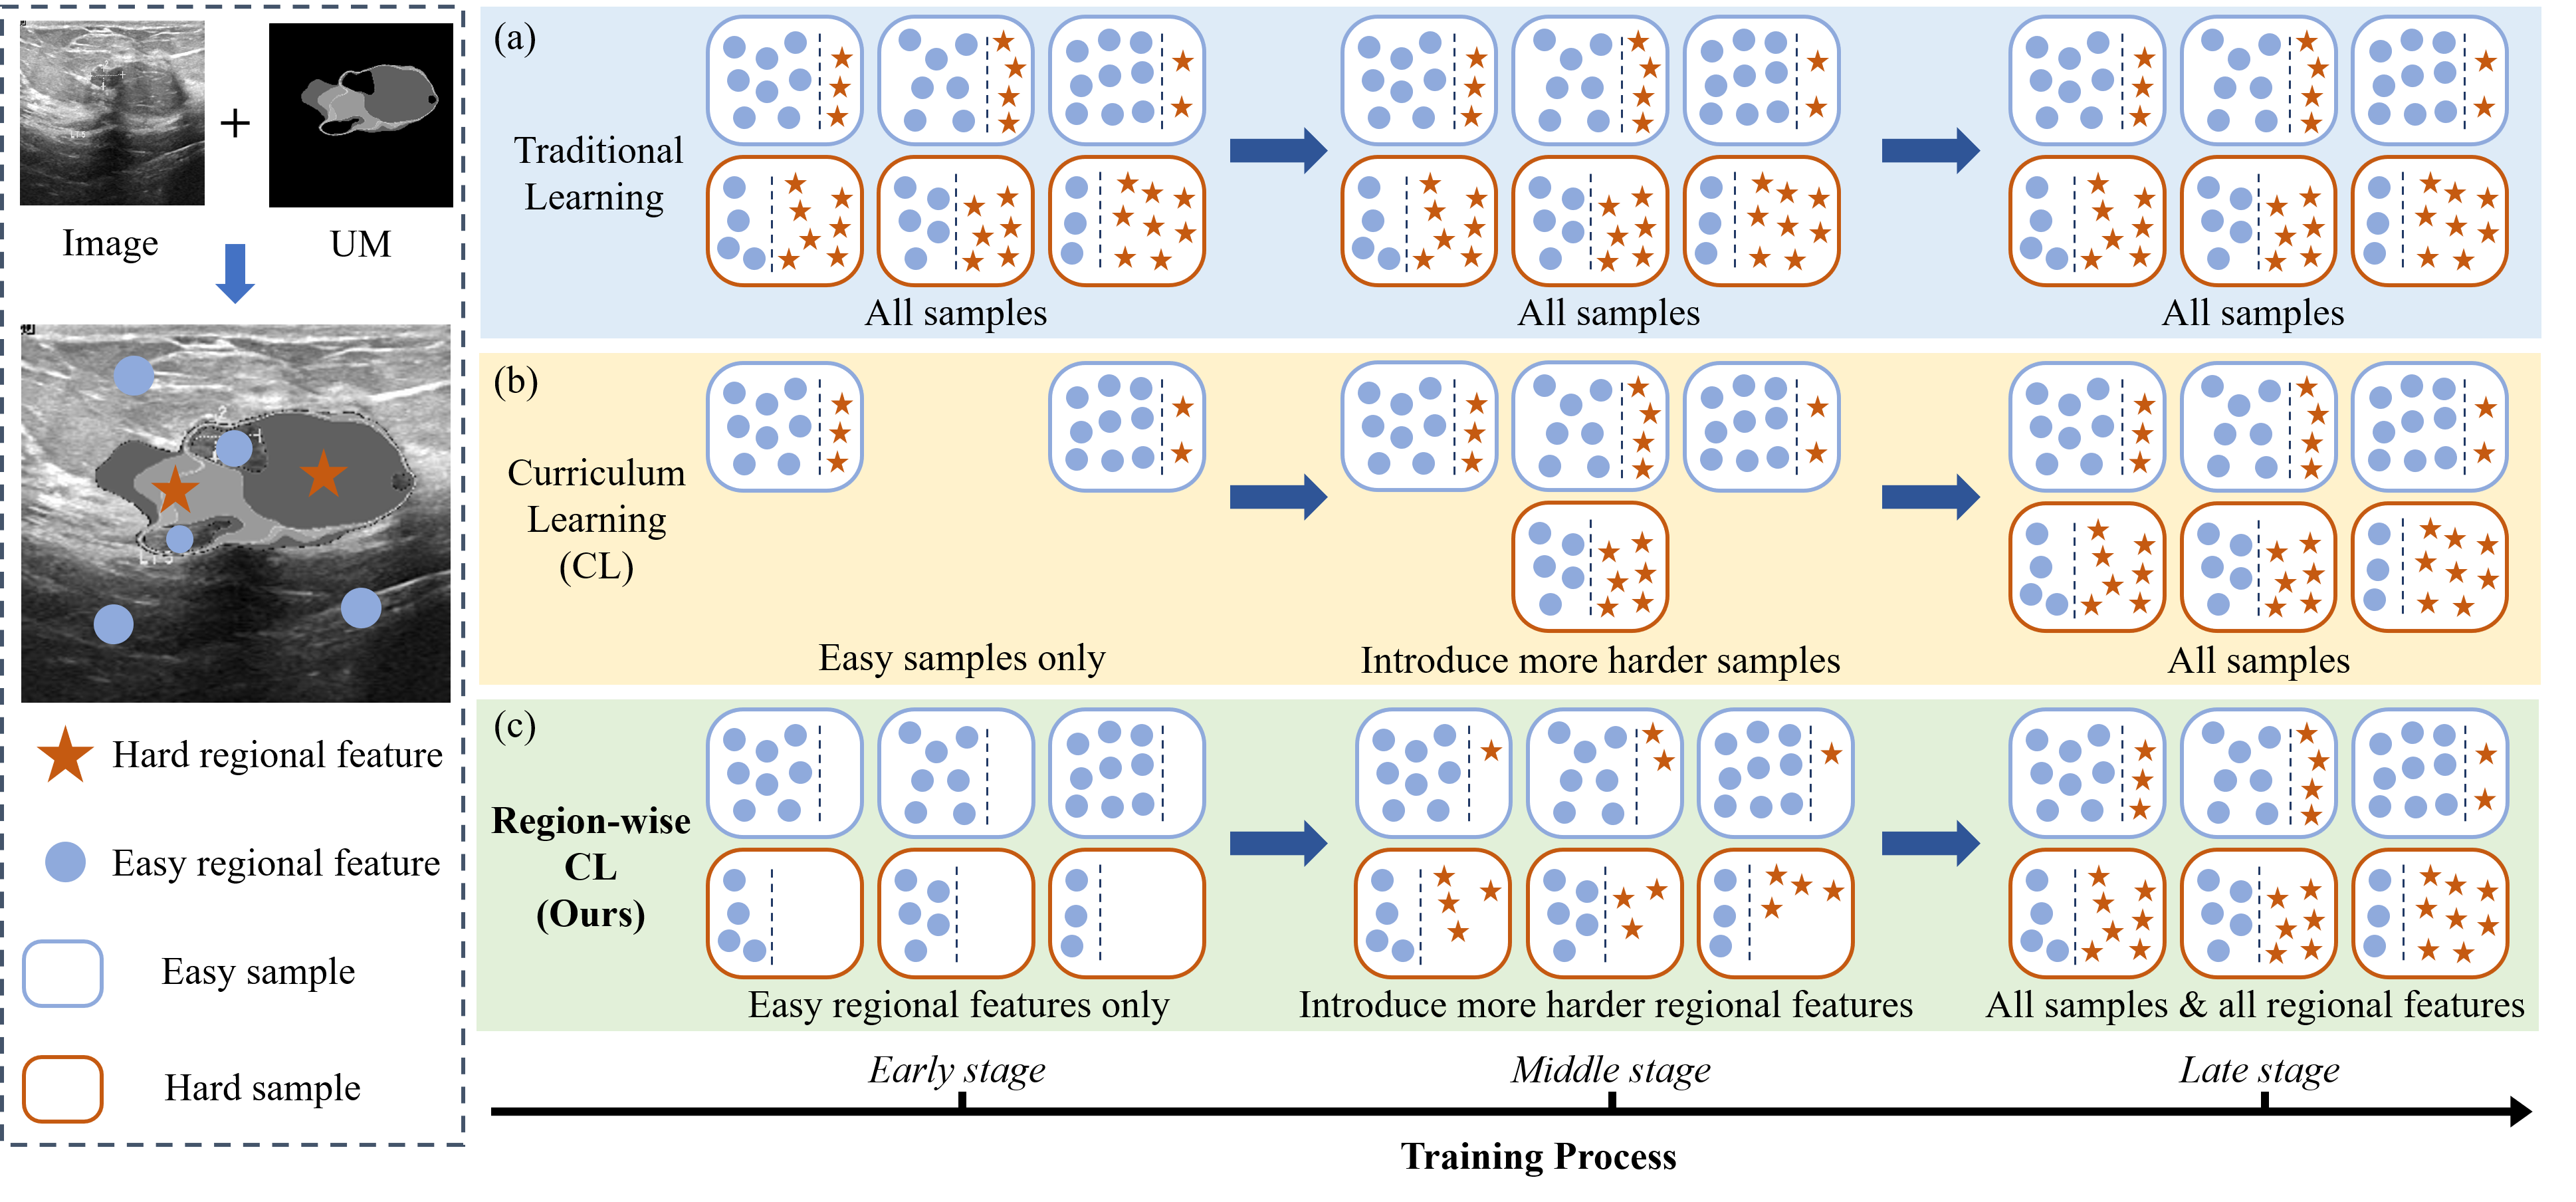 Image
+
UM
Hard regional feature
Easy regional feature
Easy sample
Hard sample
(a)
Traditional
Learning
All samples
All samples
All samples
(b)
Curriculum
Learning
(CL)
Easy samples only
Introduce more harder samples
All samples
(c)
Region-wise
CL
(Ours)
Easy regional features only
Introduce more harder regional features
All samples & all regional features
Early stage
Middle stage
Late stage
Training Process